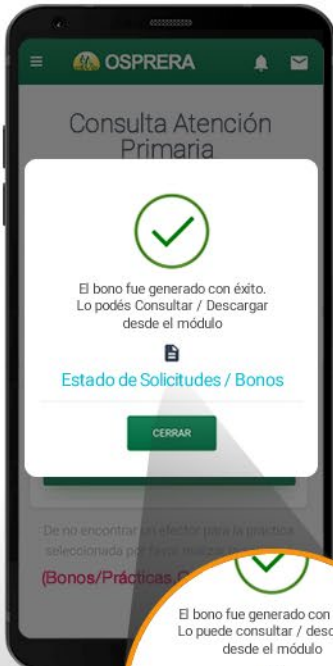 OSPRERA
Consulta Atención
Primaria
El bono fue generado con éxito.
Lo podés Consultar / Descargar
desde el módulo
Estado de Solicitudes / Bonos
CERRAR
De no encontrar un efector para la práctica
seleccionada por favor realizar
(Bonos/Prácticas,
El bono fue generado con
Lo puede consultar / desc
desde el módulo